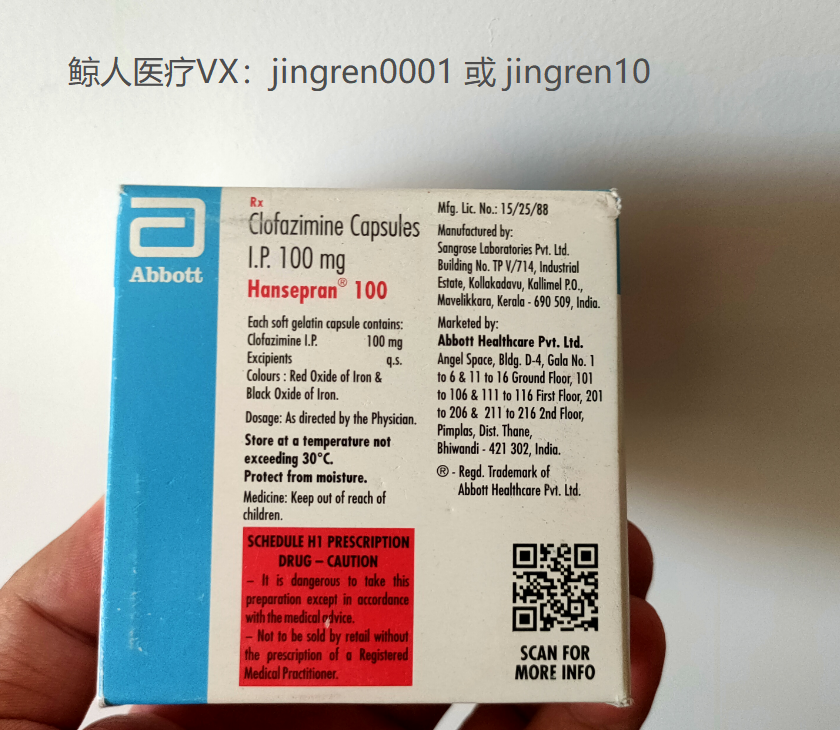 鲸人医疗VX：jingren0001 或 jingren10
Abbott
Rx
Clofazimine Capsules
I.P. 100 mg
Hansepran® 100
Each soft gelatin capsule contains:
Clofazimine I.P. 100 mg
Excipients q.s.
Colours : Red Oxide of Iron &
Black Oxide of Iron.
Dosage: As directed by the Physician.
Store at a temperature not
exceeding 30°C.
Protect from moisture.
Medicine: Keep out of reach of
children.
SCHEDULE H1 PRESCRIPTION
DRUG – CAUTION
– It is dangerous to take this
preparation except in accordance
with the medical advice.
– Not to be sold by retail without
the prescription of a Registered
Medical Practitioner.
Mfg. Lic. No.: 15/25/88
Manufactured by:
Sangrose Laboratories Pvt. Ltd.
Building No. TP V/714, Industrial
Estate, Kollakadavu, Kallimel P.O.,
Mavelikkara, Kerala - 690 509, India.
Marketed by:
Abbott Healthcare Pvt. Ltd.
Angel Space, Bldg. D-4, Gala No. 1
to 6 & 11 to 16 Ground Floor, 101
to 106 & 111 to 116 First Floor, 201
to 206 & 211 to 216 2nd Floor,
Pimplas, Dist. Thane,
Bhiwandi - 421 302, India.
® - Regd. Trademark of
Abbott Healthcare Pvt. Ltd.
SCAN FOR
MORE INFO